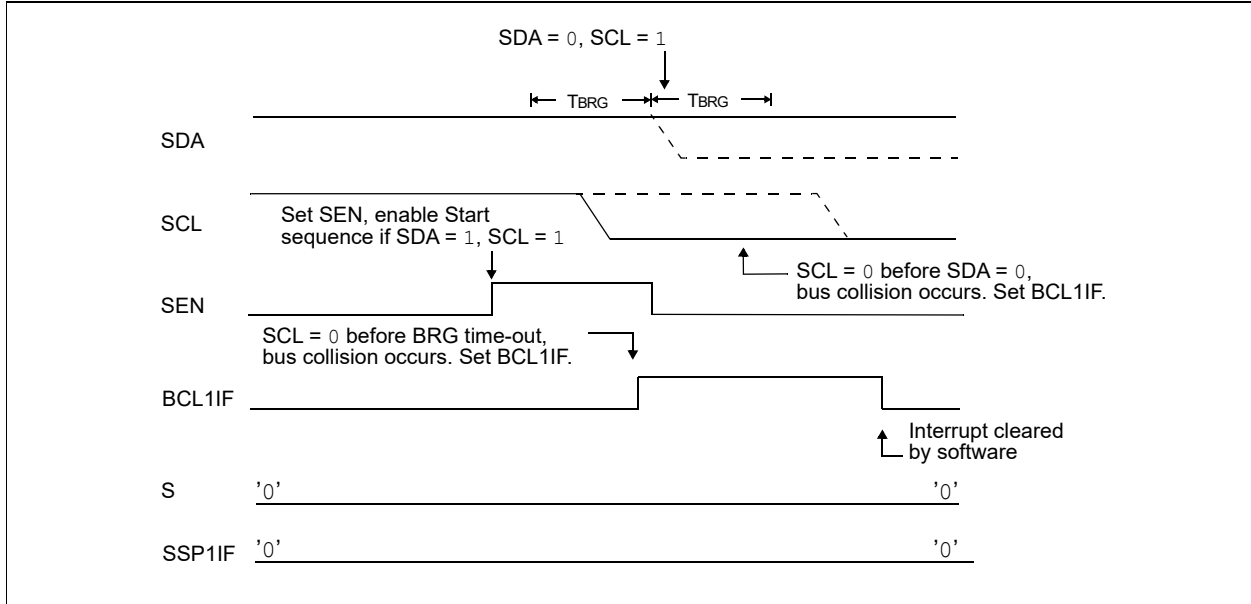 SDA = 0, SCL = 1
TBRG TBRG
SDA
SCL
Set SEN, enable Start
sequence if SDA = 1, SCL = 1
SCL = 0 before SDA = 0,
bus collision occurs. Set BCL1IF.
SEN
SCL = 0 before BRG time-out,
bus collision occurs. Set BCL1IF.
BCL1IF
Interrupt cleared
by software
S '0' '0'
SSP1IF '0' '0'